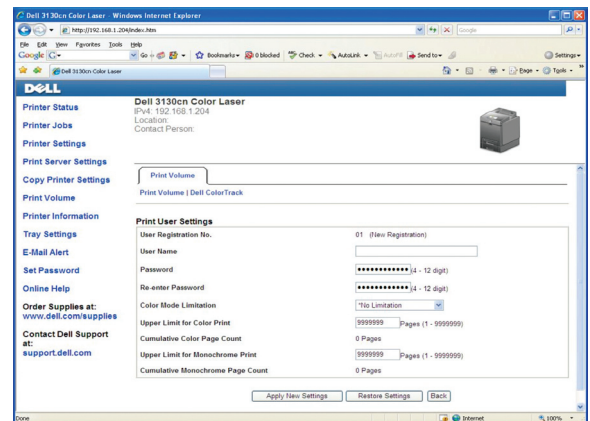 Dell 3130cn Color Laser - Windows Internet Explorer
http://192.168.1.204/index.htm
Google
File Edit View Favorites Tools Help
Google G Go Bookmarks 0 blocked Check AutoLink AutoFill Send to Settings
Dell 3130cn Color Laser Page Tools
DELL
Printer Status
Printer Jobs
Printer Settings
Print Server Settings
Copy Printer Settings
Print Volume
Printer Information
Tray Settings
E-Mail Alert
Set Password
Online Help
Order Supplies at:
www.dell.com/supplies
Contact Dell Support
at:
support.dell.com
Dell 3130cn Color Laser
IPv4: 192.168.1.204
Location:
Contact Person:
Print Volume
Print Volume | Dell ColorTrack
Print User Settings
User Registration No. 01 (New Registration)
User Name
Password •••••••••••• (4 - 12 digit)
Re-enter Password •••••••••••• (4 - 12 digit)
Color Mode Limitation *No Limitation
Upper Limit for Color Print 9999999 Pages (1 - 9999999)
Cumulative Color Page Count 0 Pages
Upper Limit for Monochrome Print 9999999 Pages (1 - 9999999)
Cumulative Monochrome Page Count 0 Pages
Apply New Settings Restore Settings Back
Done Internet 100%